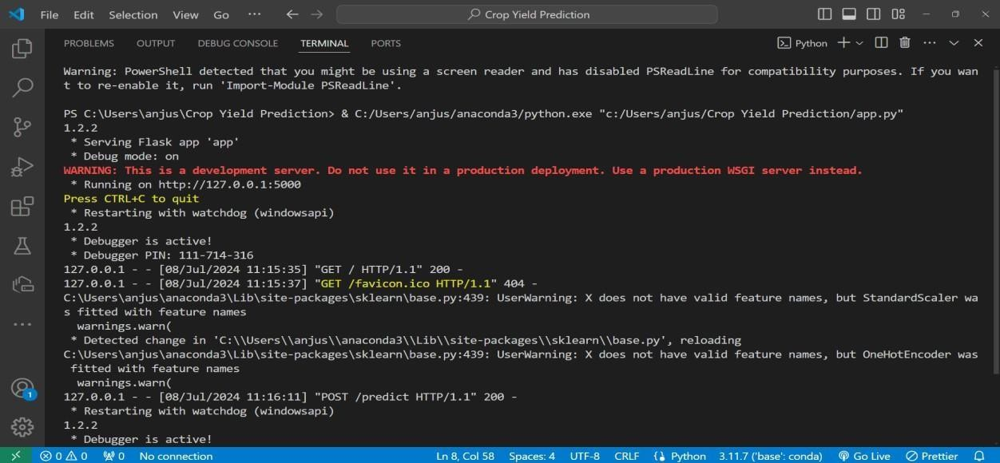 File Edit Selection View Go ··· Crop Yield Prediction
PROBLEMS OUTPUT DEBUG CONSOLE TERMINAL PORTS Python ···
Warning: PowerShell detected that you might be using a screen reader and has disabled PSReadLine for compatibility purposes. If you wan
t to re-enable it, run 'Import-Module PSReadLine'.
PS C:\Users\anjus\Crop Yield Prediction> & C:/Users/anjus/anaconda3/python.exe "c:/Users/anjus/Crop Yield Prediction/app.py"
1.2.2
 * Serving Flask app 'app'
 * Debug mode: on
WARNING: This is a development server. Do not use it in a production deployment. Use a production WSGI server instead.
 * Running on http://127.0.0.1:5000
Press CTRL+C to quit
 * Restarting with watchdog (windowsapi)
1.2.2
 * Debugger is active!
 * Debugger PIN: 111-714-316
127.0.0.1 - - [08/Jul/2024 11:15:35] "GET / HTTP/1.1" 200 -
127.0.0.1 - - [08/Jul/2024 11:15:37] "GET /favicon.ico HTTP/1.1" 404 -
C:\Users\anjus\anaconda3\Lib\site-packages\sklearn\base.py:439: UserWarning: X does not have valid feature names, but StandardScaler wa
s fitted with feature names
  warnings.warn(
 * Detected change in 'C:\\Users\\anjus\\anaconda3\\Lib\\site-packages\\sklearn\\base.py', reloading
C:\Users\anjus\anaconda3\Lib\site-packages\sklearn\base.py:439: UserWarning: X does not have valid feature names, but OneHotEncoder was
 fitted with feature names
  warnings.warn(
127.0.0.1 - - [08/Jul/2024 11:16:11] "POST /predict HTTP/1.1" 200 -
 * Restarting with watchdog (windowsapi)
1.2.2
 * Debugger is active!
1
0 0 0 No connection Ln 8, Col 58 Spaces: 4 UTF-8 CRLF Python 3.11.7 ('base': conda) Go Live Prettier